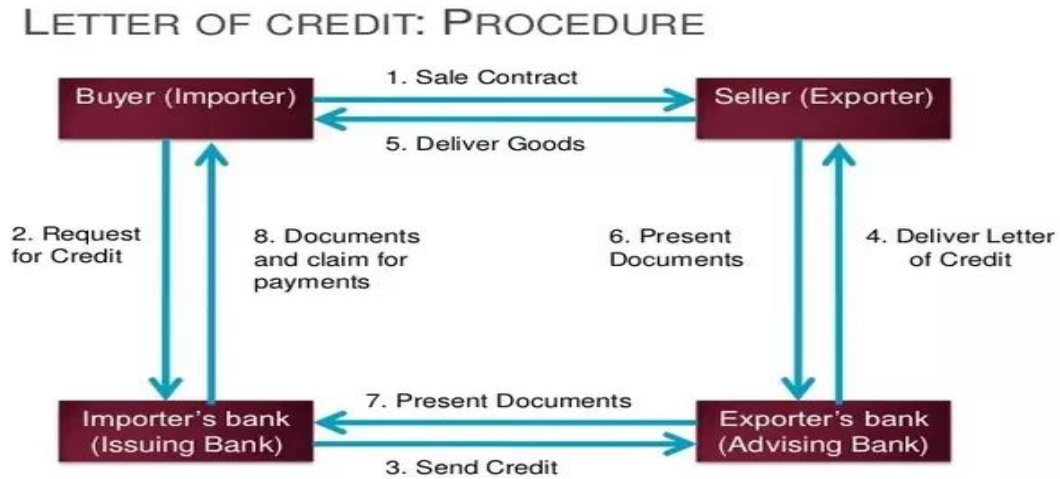 LETTER OF CREDIT: PROCEDURE
1. Sale Contract
Buyer (Importer)
Seller (Exporter)
5. Deliver Goods
2. Request
for Credit
8. Documents
and claim for
payments
6. Present
Documents
4. Deliver Letter
of Credit
7. Present Documents
Importer's bank
(Issuing Bank)
Exporter's bank
(Advising Bank)
3. Send Credit